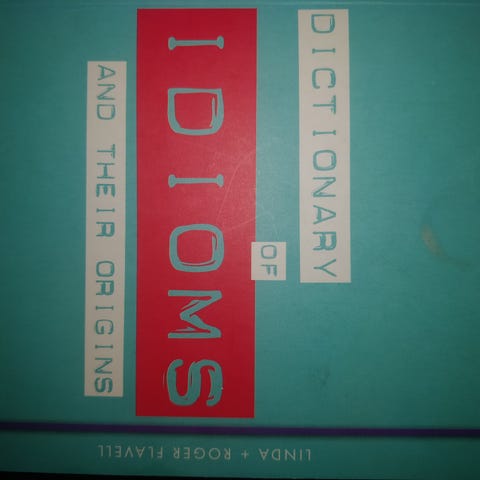 DICTIONARY
OF
IDIOMS
AND THEIR ORIGINS
LINDA + ROGER FLAVELL